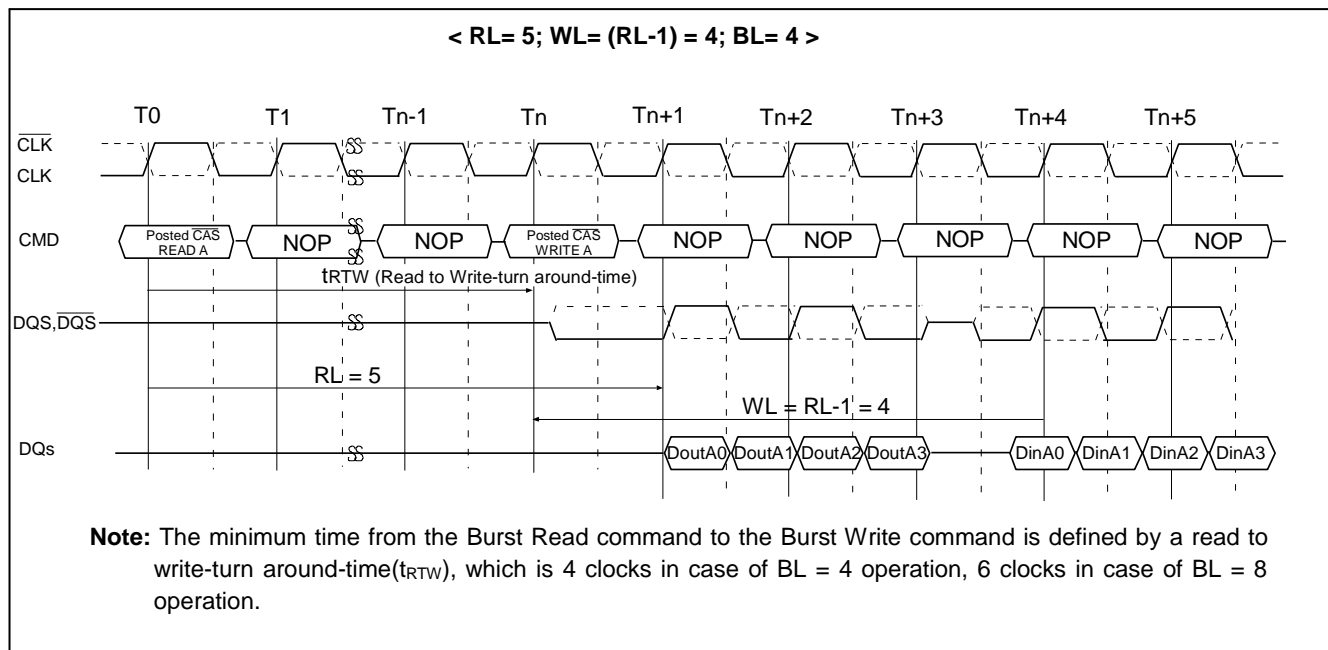 < RL= 5; WL= (RL-1) = 4; BL= 4 >
T0 T1 Tn-1 Tn Tn+1 Tn+2 Tn+3 Tn+4 Tn+5
C̅L̅K̅
CLK
CMD Posted C̅A̅S̅ READ A NOP NOP Posted C̅A̅S̅ WRITE A NOP NOP NOP NOP NOP
tRTW (Read to Write-turn around-time)
DQS,D̅Q̅S̅
RL = 5
WL = RL-1 = 4
DQs DoutA0 DoutA1 DoutA2 DoutA3 DinA0 DinA1 DinA2 DinA3
Note: The minimum time from the Burst Read command to the Burst Write command is defined by a read to
write-turn around-time(tRTW), which is 4 clocks in case of BL = 4 operation, 6 clocks in case of BL = 8
operation.